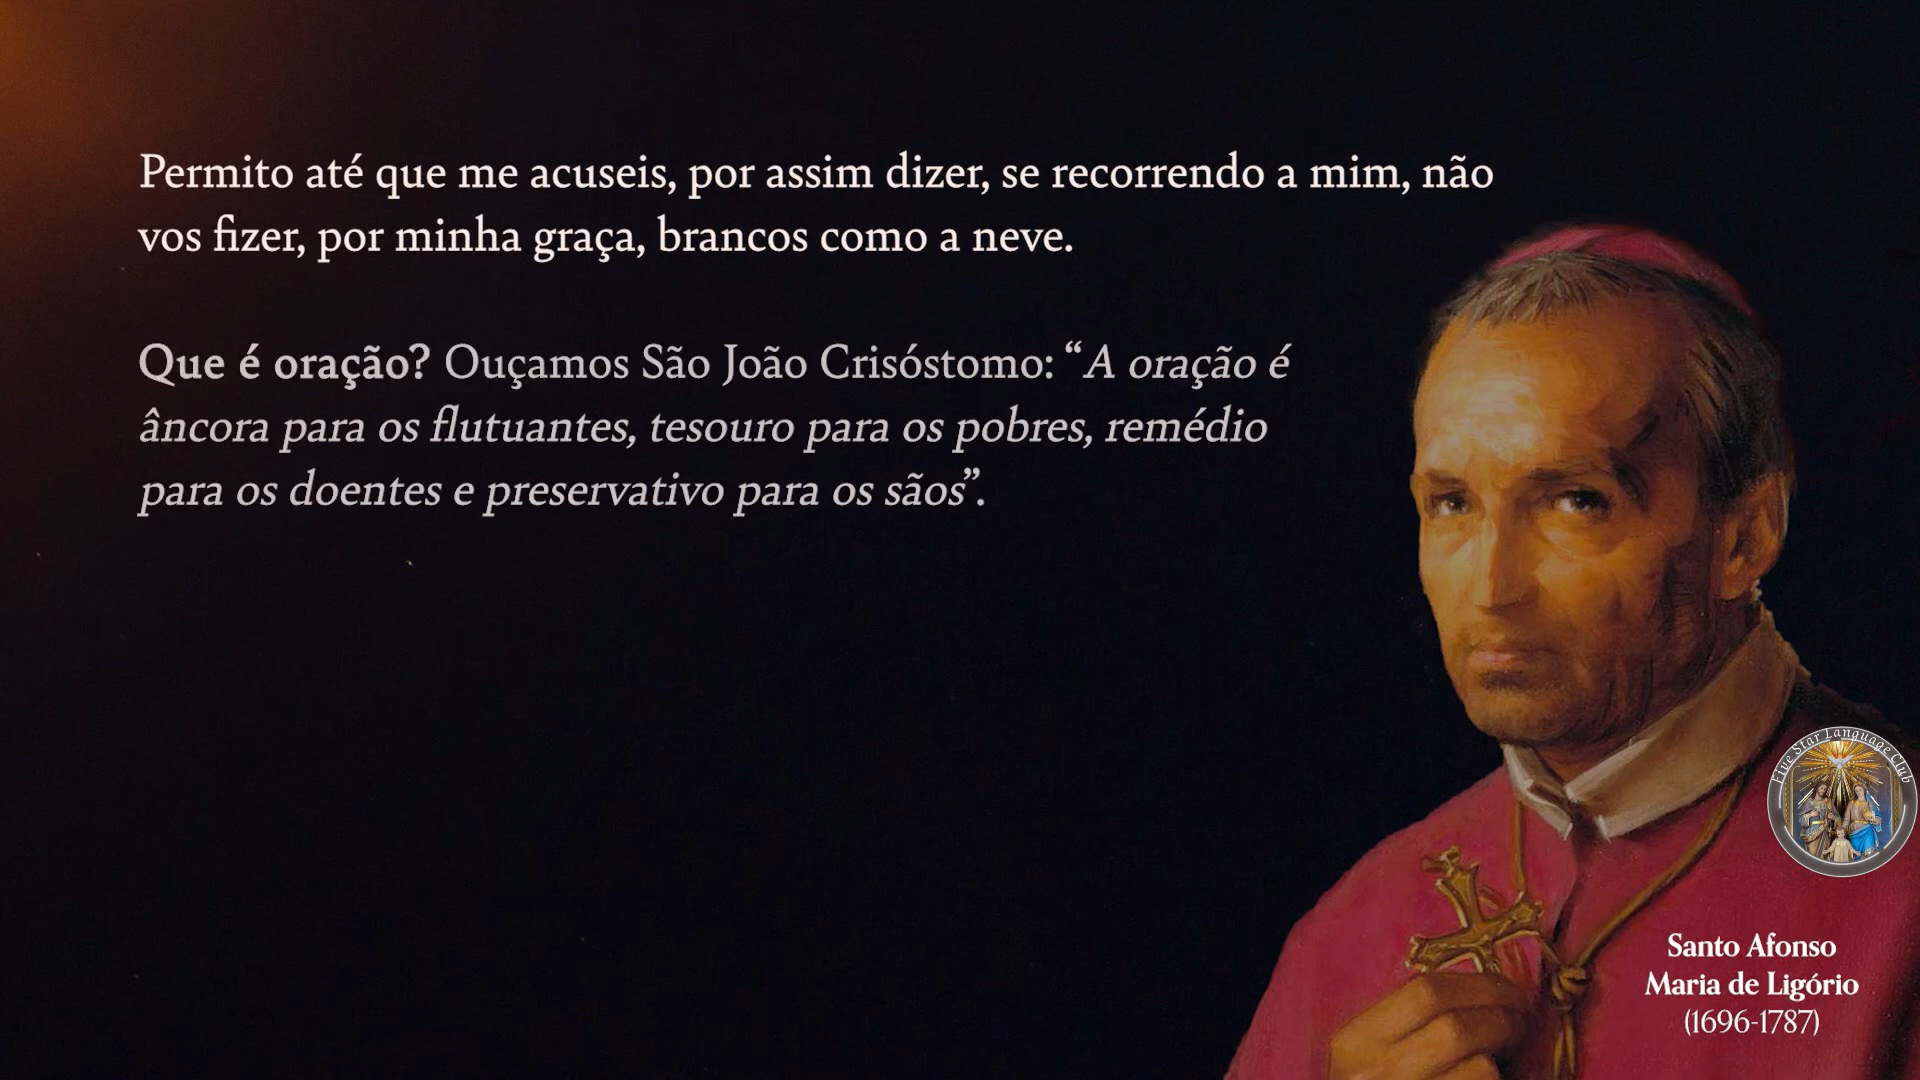 Permito até que me acuseis, por assim dizer, se recorrendo a mim, não
vos fizer, por minha graça, brancos como a neve.
Que é oração? Ouçamos São João Crisóstomo: “A oração é
âncora para os flutuantes, tesouro para os pobres, remédio
para os doentes e preservativo para os sãos”.
Five Star Language Club
Santo Afonso
Maria de Ligório
(1696-1787)